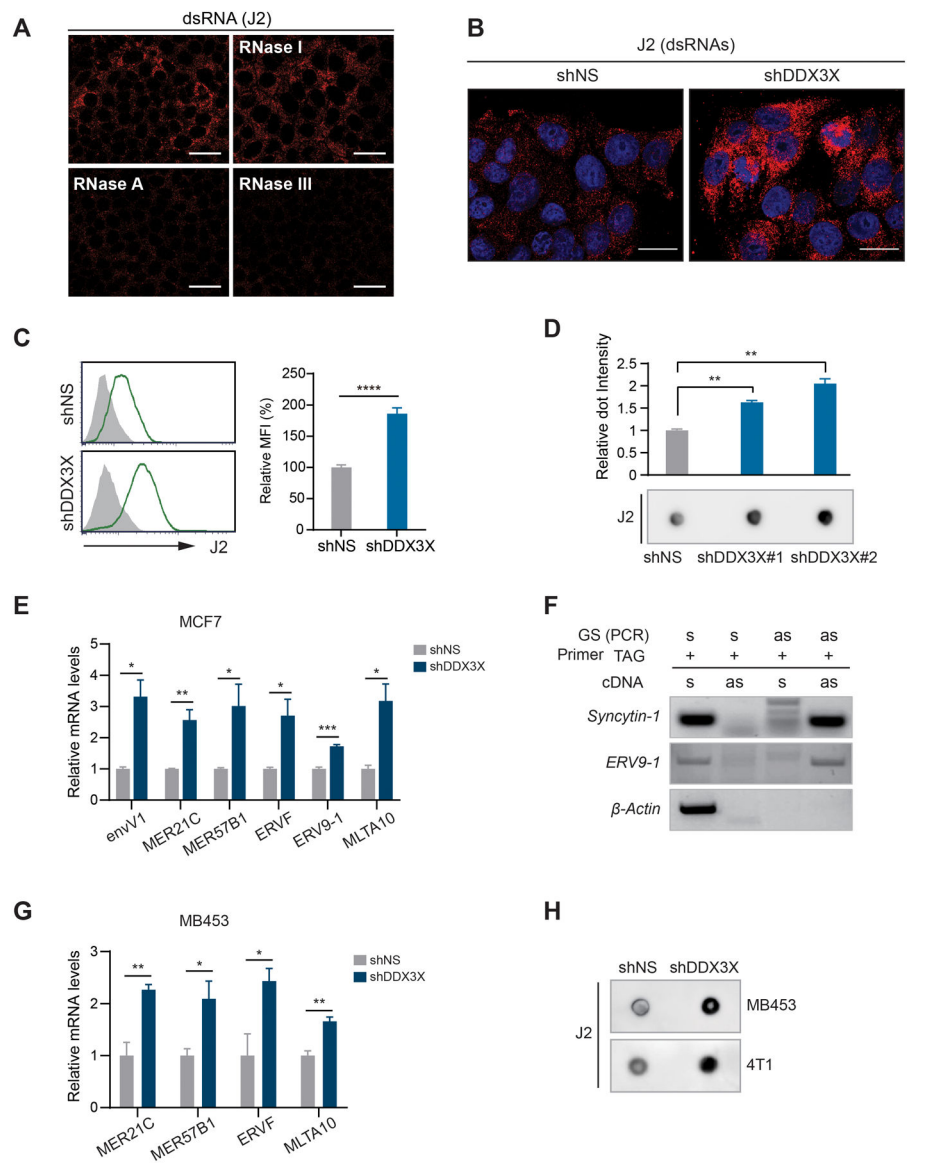 A
dsRNA (J2)
RNase I
RNase A
RNase III
B
J2 (dsRNAs)
shNS
shDDX3X
C
shNS
shDDX3X
J2
Relative MFI (%)
250
200
150
100
50
0
****
shNS
shDDX3X
D
Relative dot Intensity
2.5
2
1.5
1
0.5
0
**
**
J2
shNS
shDDX3X#1
shDDX3X#2
E
MCF7
Relative mRNA levels
5
4
3
2
1
0
*
**
*
*
***
*
shNS
shDDX3X
envV1
MER21C
MER57B1
ERVF
ERV9-1
MLTA10
F
GS (PCR) s s as as
Primer TAG + + + +
cDNA s as s as
Syncytin-1
ERV9-1
β-Actin
G
MB453
Relative mRNA levels
3
2
1
0
**
*
*
**
shNS
shDDX3X
MER21C
MER57B1
ERVF
MLTA10
H
shNS shDDX3X
J2
MB453
4T1